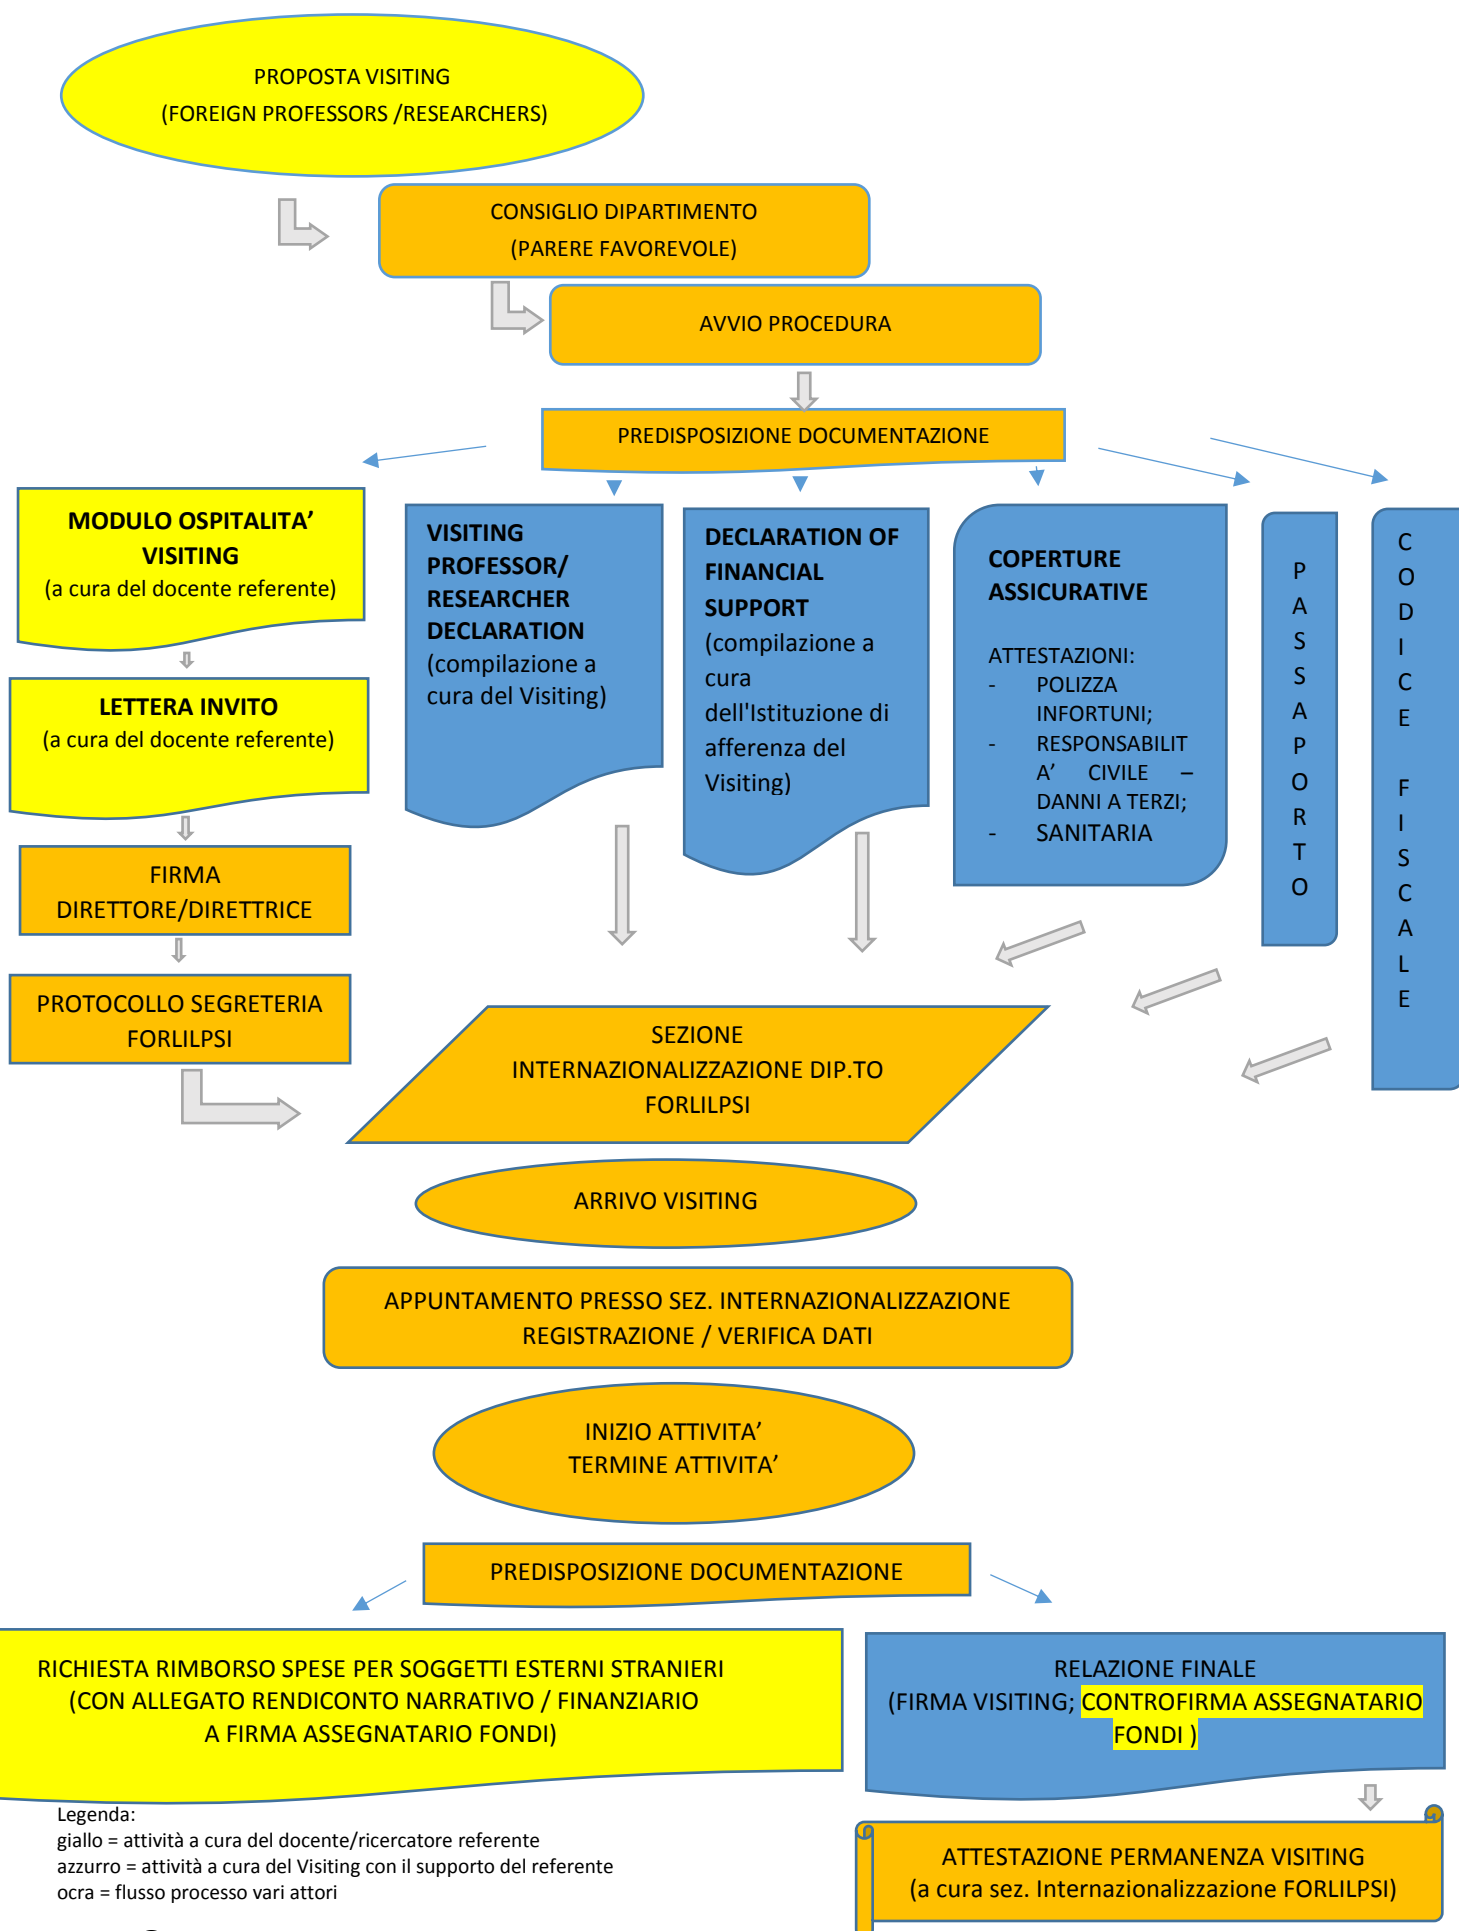 PROPOSTA VISITING
(FOREIGN PROFESSORS /RESEARCHERS)
CONSIGLIO DIPARTIMENTO
(PARERE FAVOREVOLE)
AVVIO PROCEDURA
PREDISPOSIZIONE DOCUMENTAZIONE
MODULO OSPITALITA’
VISITING
(a cura del docente referente)
LETTERA INVITO
(a cura del docente referente)
FIRMA
DIRETTORE/DIRETTRICE
PROTOCOLLO SEGRETERIA
FORLILPSI
VISITING
PROFESSOR/
RESEARCHER
DECLARATION
(compilazione a
cura del Visiting)
DECLARATION OF
FINANCIAL
SUPPORT
(compilazione a
cura
dell'Istituzione di
afferenza del
Visiting)
COPERTURE
ASSICURATIVE
ATTESTAZIONI:
- POLIZZA
INFORTUNI;
- RESPONSABILIT
A’ CIVILE –
DANNI A TERZI;
- SANITARIA
P
A
S
S
A
P
O
R
T
O
C
O
D
I
C
E
F
I
S
C
A
L
E
SEZIONE
INTERNAZIONALIZZAZIONE DIP.TO
FORLILPSI
ARRIVO VISITING
APPUNTAMENTO PRESSO SEZ. INTERNAZIONALIZZAZIONE
REGISTRAZIONE / VERIFICA DATI
INIZIO ATTIVITA’
TERMINE ATTIVITA’
PREDISPOSIZIONE DOCUMENTAZIONE
RICHIESTA RIMBORSO SPESE PER SOGGETTI ESTERNI STRANIERI
(CON ALLEGATO RENDICONTO NARRATIVO / FINANZIARIO
A FIRMA ASSEGNATARIO FONDI)
RELAZIONE FINALE
(FIRMA VISITING; CONTROFIRMA ASSEGNATARIO
FONDI )
Legenda:
giallo = attività a cura del docente/ricercatore referente
azzurro = attività a cura del Visiting con il supporto del referente
ocra = flusso processo vari attori
ATTESTAZIONE PERMANENZA VISITING
(a cura sez. Internazionalizzazione FORLILPSI)